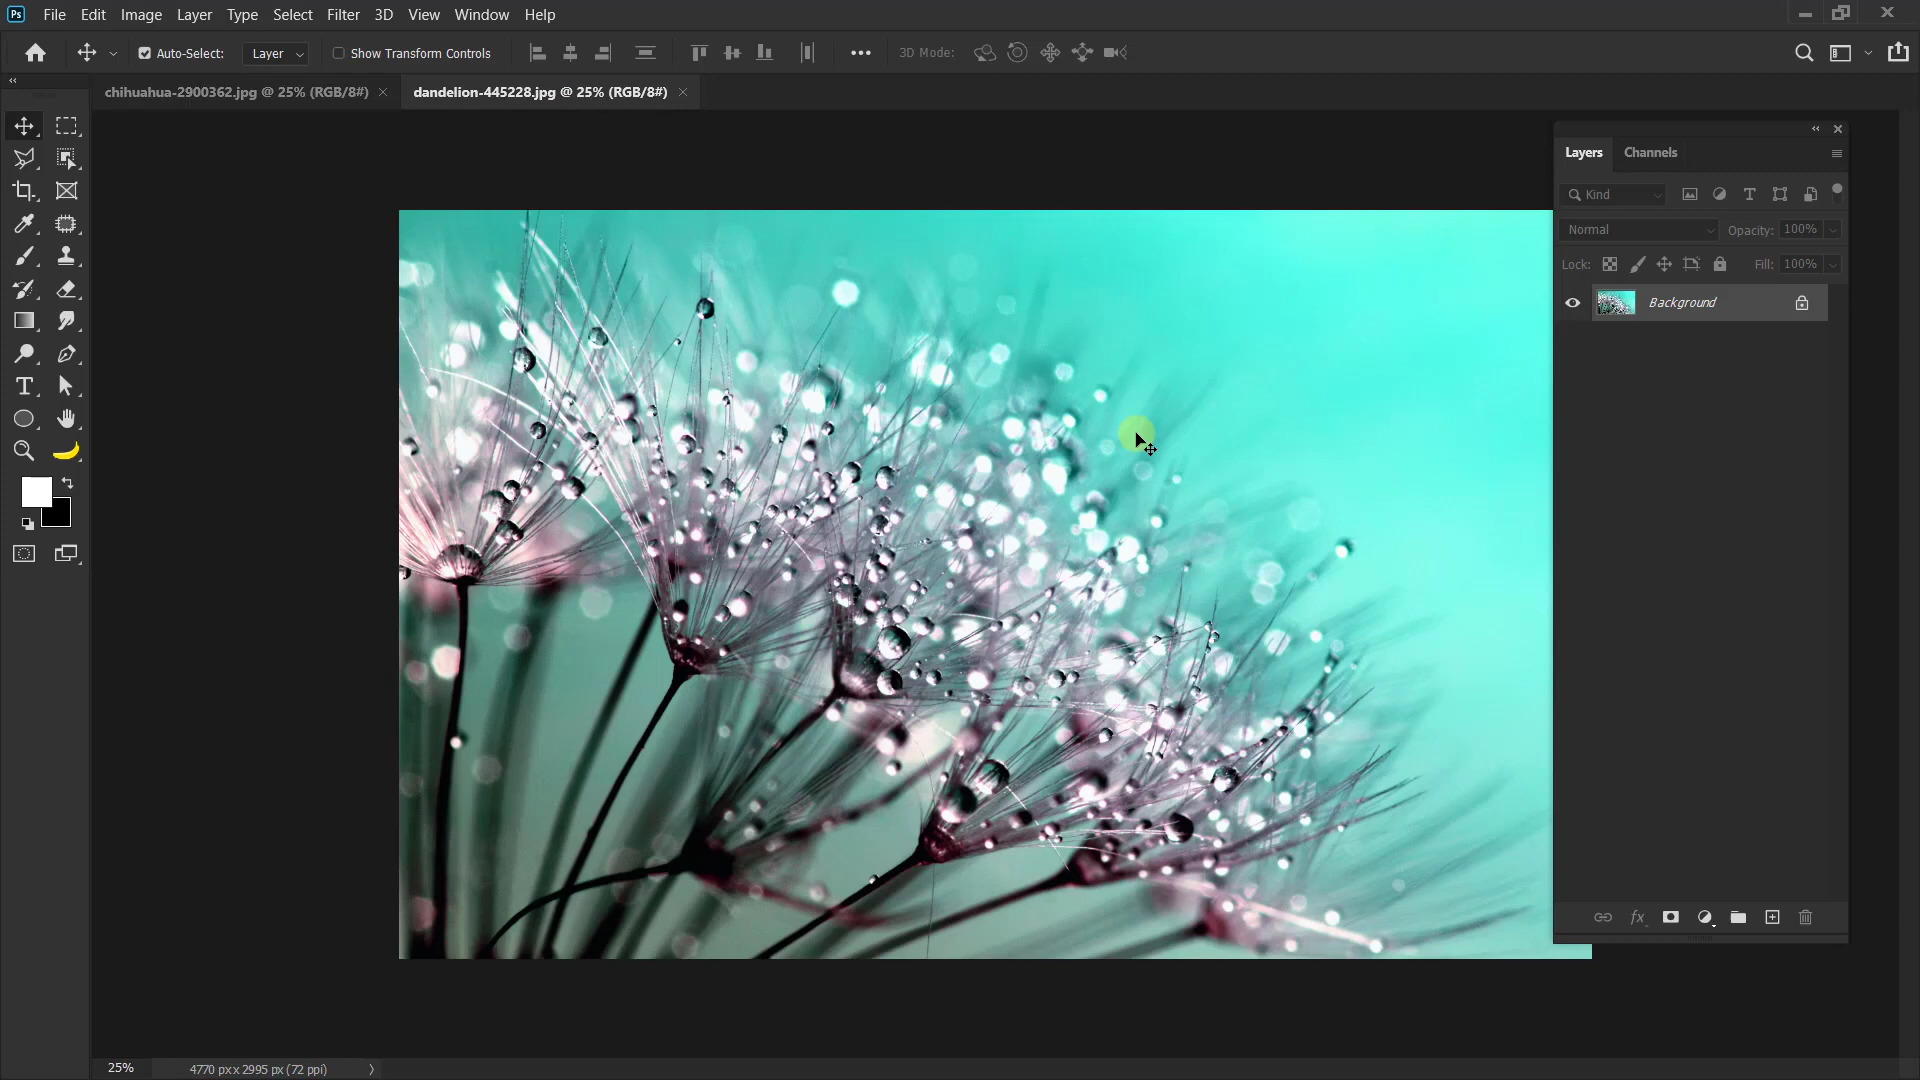 Ps File Edit Image Layer Type Select Filter 3D View Window Help
Auto-Select: Layer Show Transform Controls 3D Mode:
chihuahua-2900362.jpg @ 25% (RGB/8#) dandelion-445228.jpg @ 25% (RGB/8#)
Layers Channels
Kind
Normal Opacity: 100%
Lock: Fill: 100%
Background
25% 4770 px x 2995 px (72 ppi)